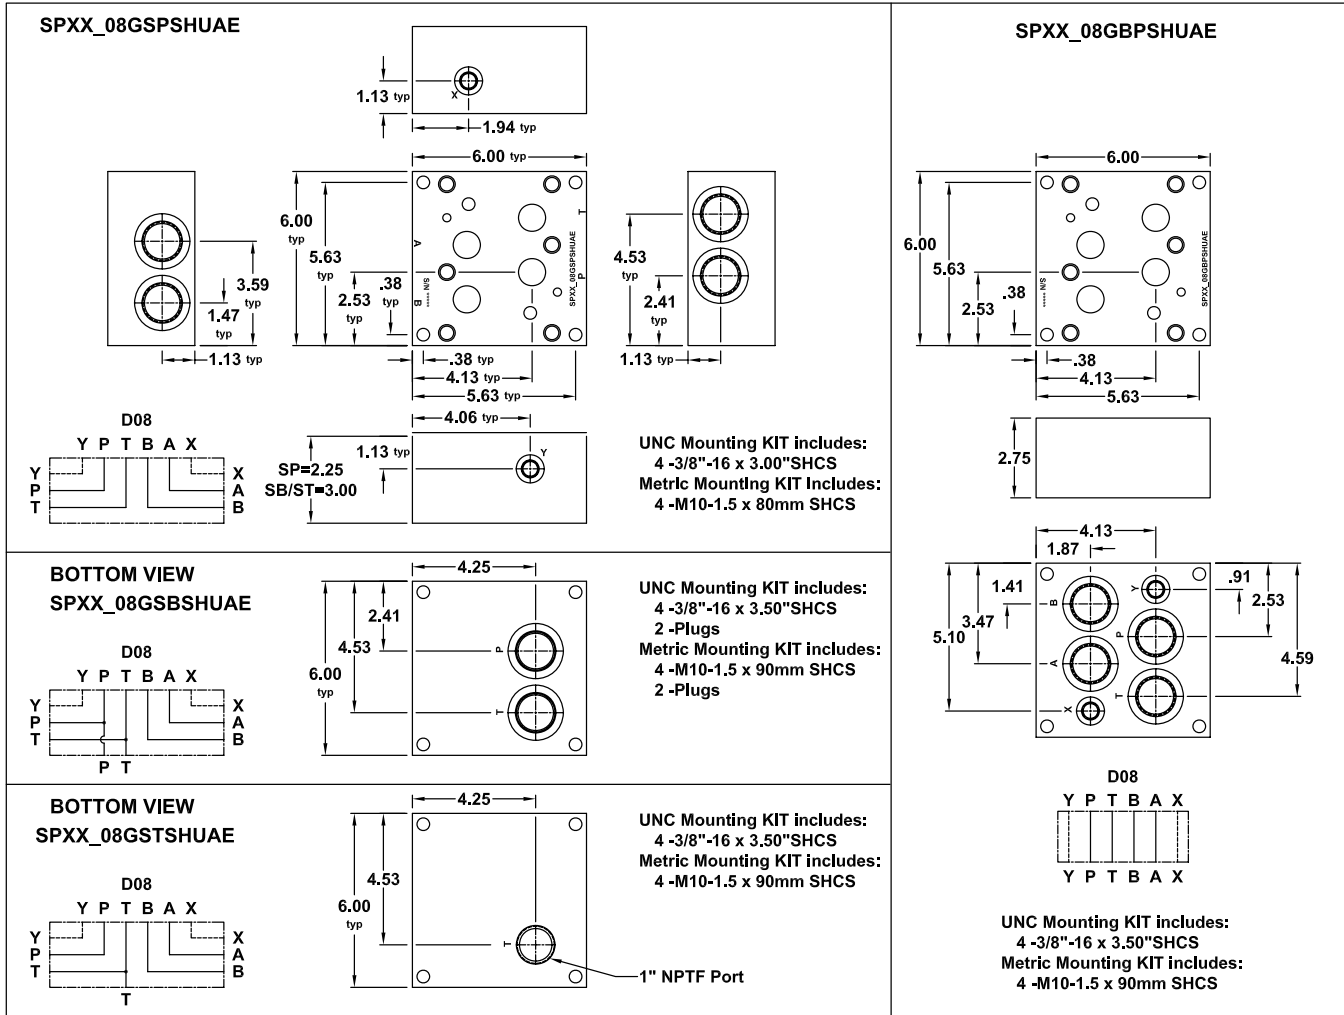 SPXX_08GSPSHUAE
X
1.13 typ
1.94 typ
6.00 typ
6.00 typ
5.63 typ
2.53 typ
.38 typ
3.59 typ
1.47 typ
1.13 typ
A
B
T
P
S/N
SPXX_08GSPSHUAE
.38 typ
4.13 typ
5.63 typ
4.53 typ
2.41 typ
1.13 typ
4.06 typ
1.13 typ
Y
SP=2.25
SB/ST=3.00
D08
Y P T B A X
Y X
P A
T B
UNC Mounting KIT includes:
4 -3/8"-16 x 3.00"SHCS
Metric Mounting KIT Includes:
4 -M10-1.5 x 80mm SHCS
BOTTOM VIEW
SPXX_08GSBSHUAE
D08
Y P T B A X
Y X
P A
T B
P T
4.25
2.41
4.53
6.00 typ
P
T
UNC Mounting KIT includes:
4 -3/8"-16 x 3.50"SHCS
2 -Plugs
Metric Mounting KIT includes:
4 -M10-1.5 x 90mm SHCS
2 -Plugs
BOTTOM VIEW
SPXX_08GSTSHUAE
D08
Y P T B A X
Y X
P A
T B
T
4.25
4.53
6.00 typ
T
1" NPTF Port
UNC Mounting KIT includes:
4 -3/8"-16 x 3.50"SHCS
Metric Mounting KIT includes:
4 -M10-1.5 x 90mm SHCS
SPXX_08GBPSHUAE
6.00
6.00
5.63
2.53
.38
S/N
SPXX_08GBPSHUAE
.38
4.13
5.63
2.75
4.13
1.87
1.41
3.47
5.10
.91
2.53
4.59
B
Y
P
A
T
X
D08
Y P T B A X
Y P T B A X
UNC Mounting KIT includes:
4 -3/8"-16 x 3.50"SHCS
Metric Mounting KIT includes:
4 -M10-1.5 x 90mm SHCS